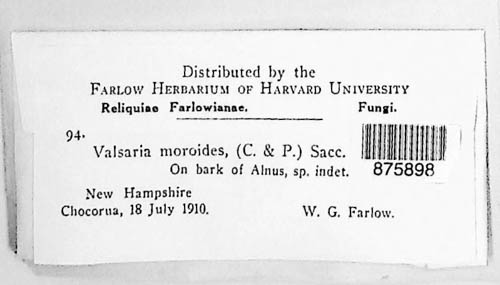 Distributed by the
Farlow Herbarium of Harvard University
Reliquiae Farlowianae. Fungi.
94.
Valsaria moroides, (C. & P.) Sacc.
On bark of Alnus, sp. indet.
875898
New Hampshire
Chocorua, 18 July 1910. W. G. Farlow.